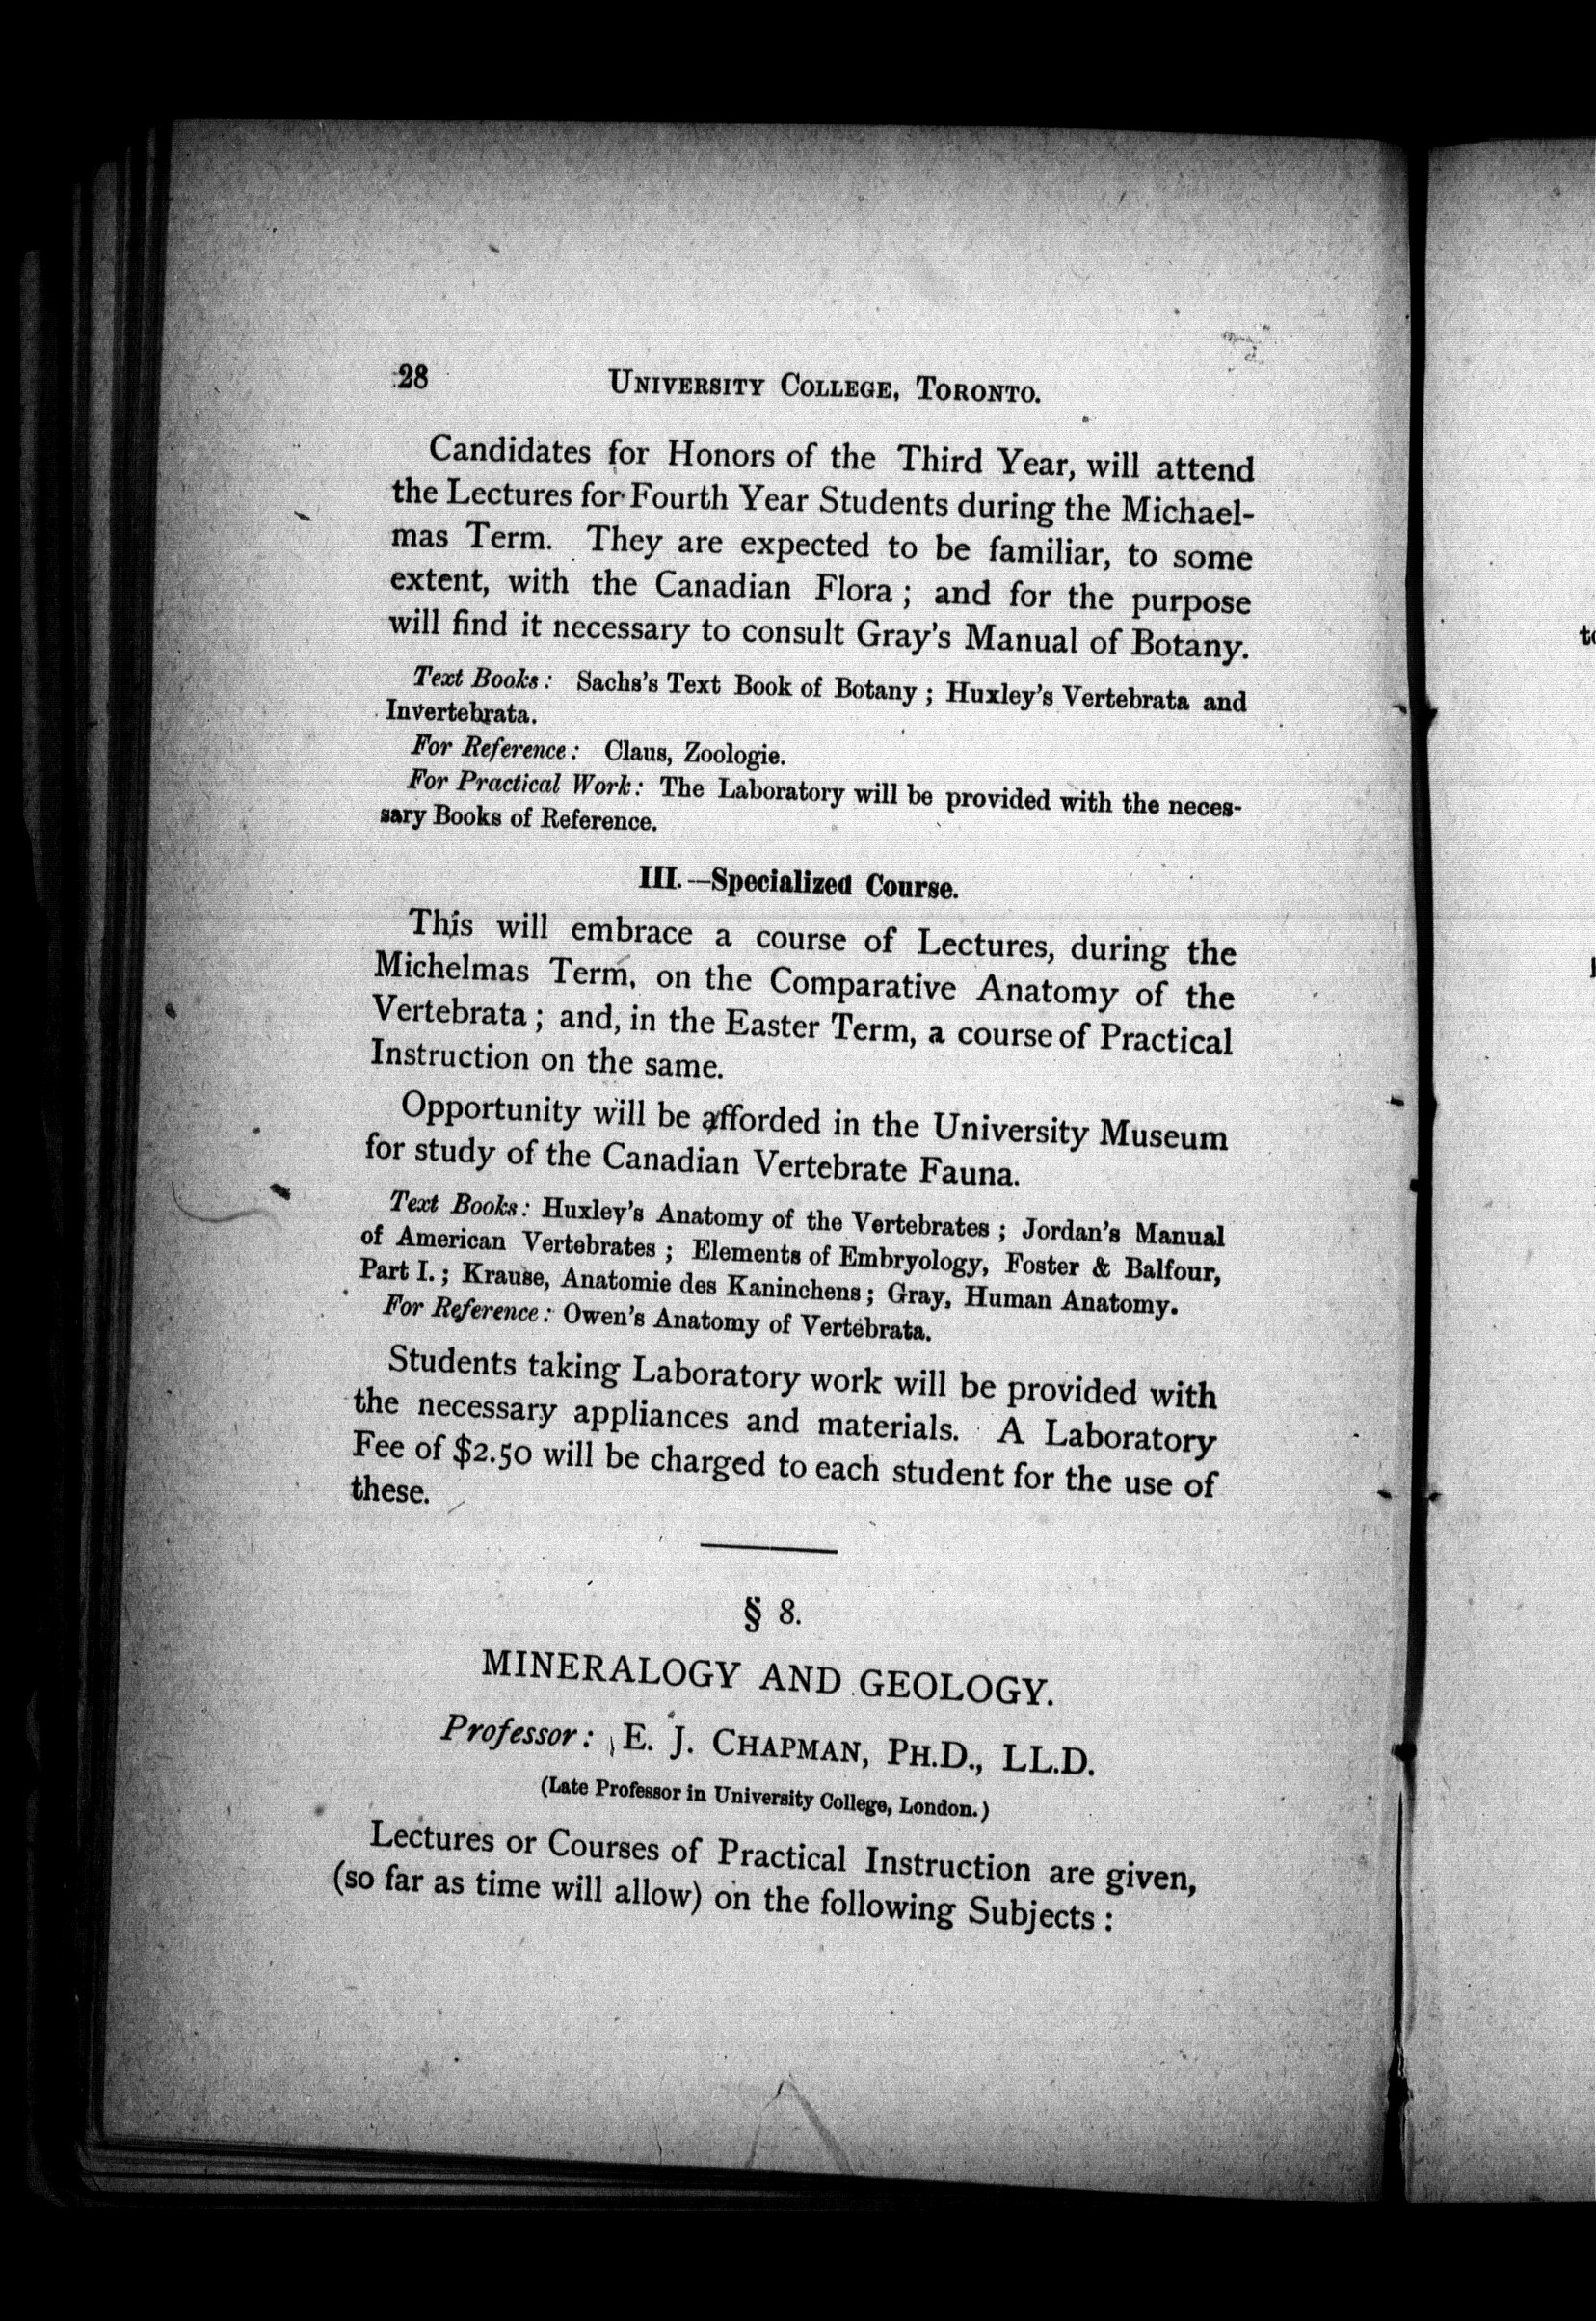 28 UNIVERSITY COLLEGE, TORONTO.
Candidates for Honors of the Third Year, will attend
the Lectures for Fourth Year Students during the Michael-
mas Term. They are expected to be familiar, to some
extent, with the Canadian Flora ; and for the purpose
will find it necessary to consult Gray's Manual of Botany.
Text Books : Sachs's Text Book of Botany ; Huxley's Vertebrata and
Invertebrata.
For Reference : Claus, Zoologie.
For Practical Work : The Laboratory will be provided with the neces-
sary Books of Reference.
III.—Specialized Course.
This will embrace a course of Lectures, during the
Michelmas Term, on the Comparative Anatomy of the
Vertebrata ; and, in the Easter Term, a course of Practical
Instruction on the same.
Opportunity will be afforded in the University Museum
for study of the Canadian Vertebrate Fauna.
Text Books : Huxley's Anatomy of the Vertebrates ; Jordan's Manual
of American Vertebrates ; Elements of Embryology, Foster & Balfour,
Part I. ; Krause, Anatomie des Kaninchens ; Gray, Human Anatomy.
For Reference : Owen's Anatomy of Vertebrata.
Students taking Laboratory work will be provided with
the necessary appliances and materials. A Laboratory
Fee of $2.50 will be charged to each student for the use of
these.
§ 8.
MINERALOGY AND GEOLOGY.
Professor : E. J. CHAPMAN, PH.D., LL.D.
(Late Professor in University College, London.)
Lectures or Courses of Practical Instruction are given,
(so far as time will allow) on the following Subjects :